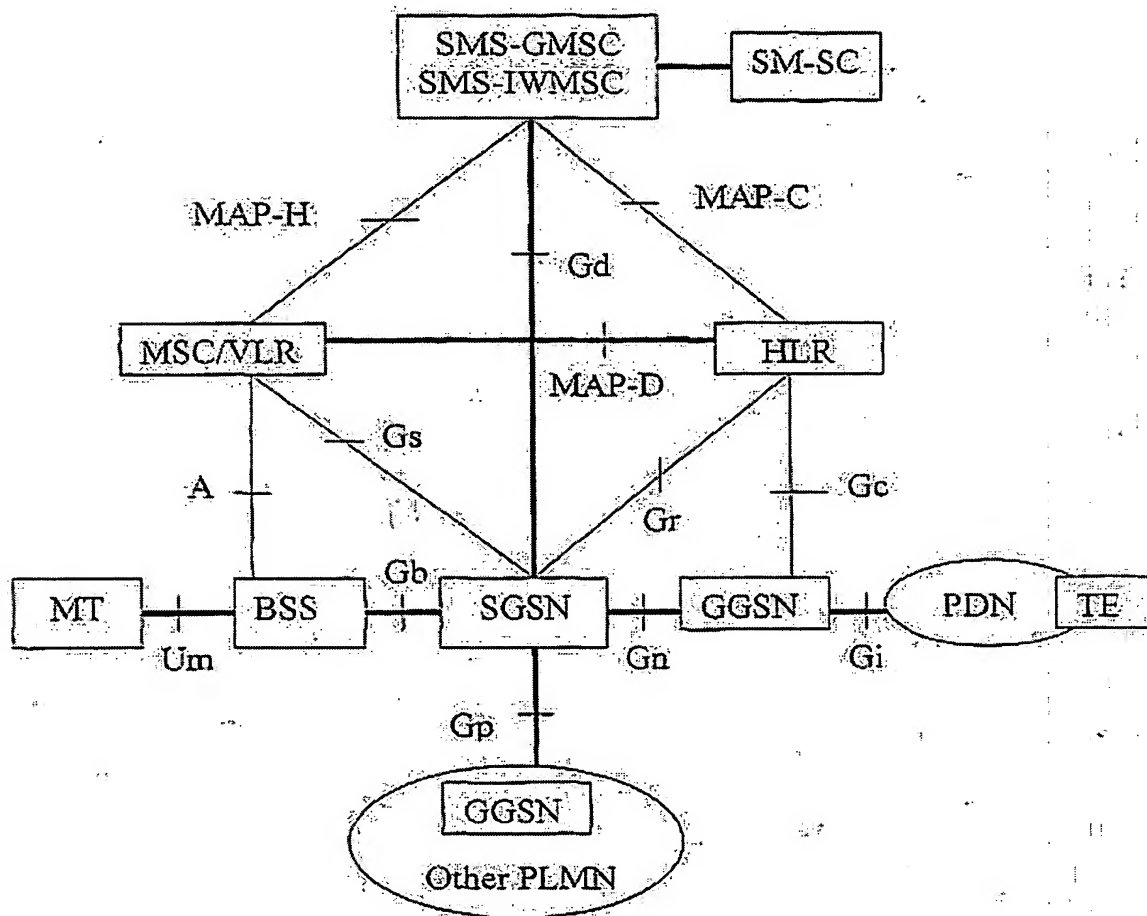 SMS-GMSC
SMS-IWMSC
SM-SC
MAP-H
MAP-C
Gd
MSC/VLR
HLR
MAP-D
Gs
A
Gr
Gc
Gb
MT
BSS
SGSN
GGSN
PDN
TE
Um
Gn
Gi
Gp
GGSN
Other PLMN